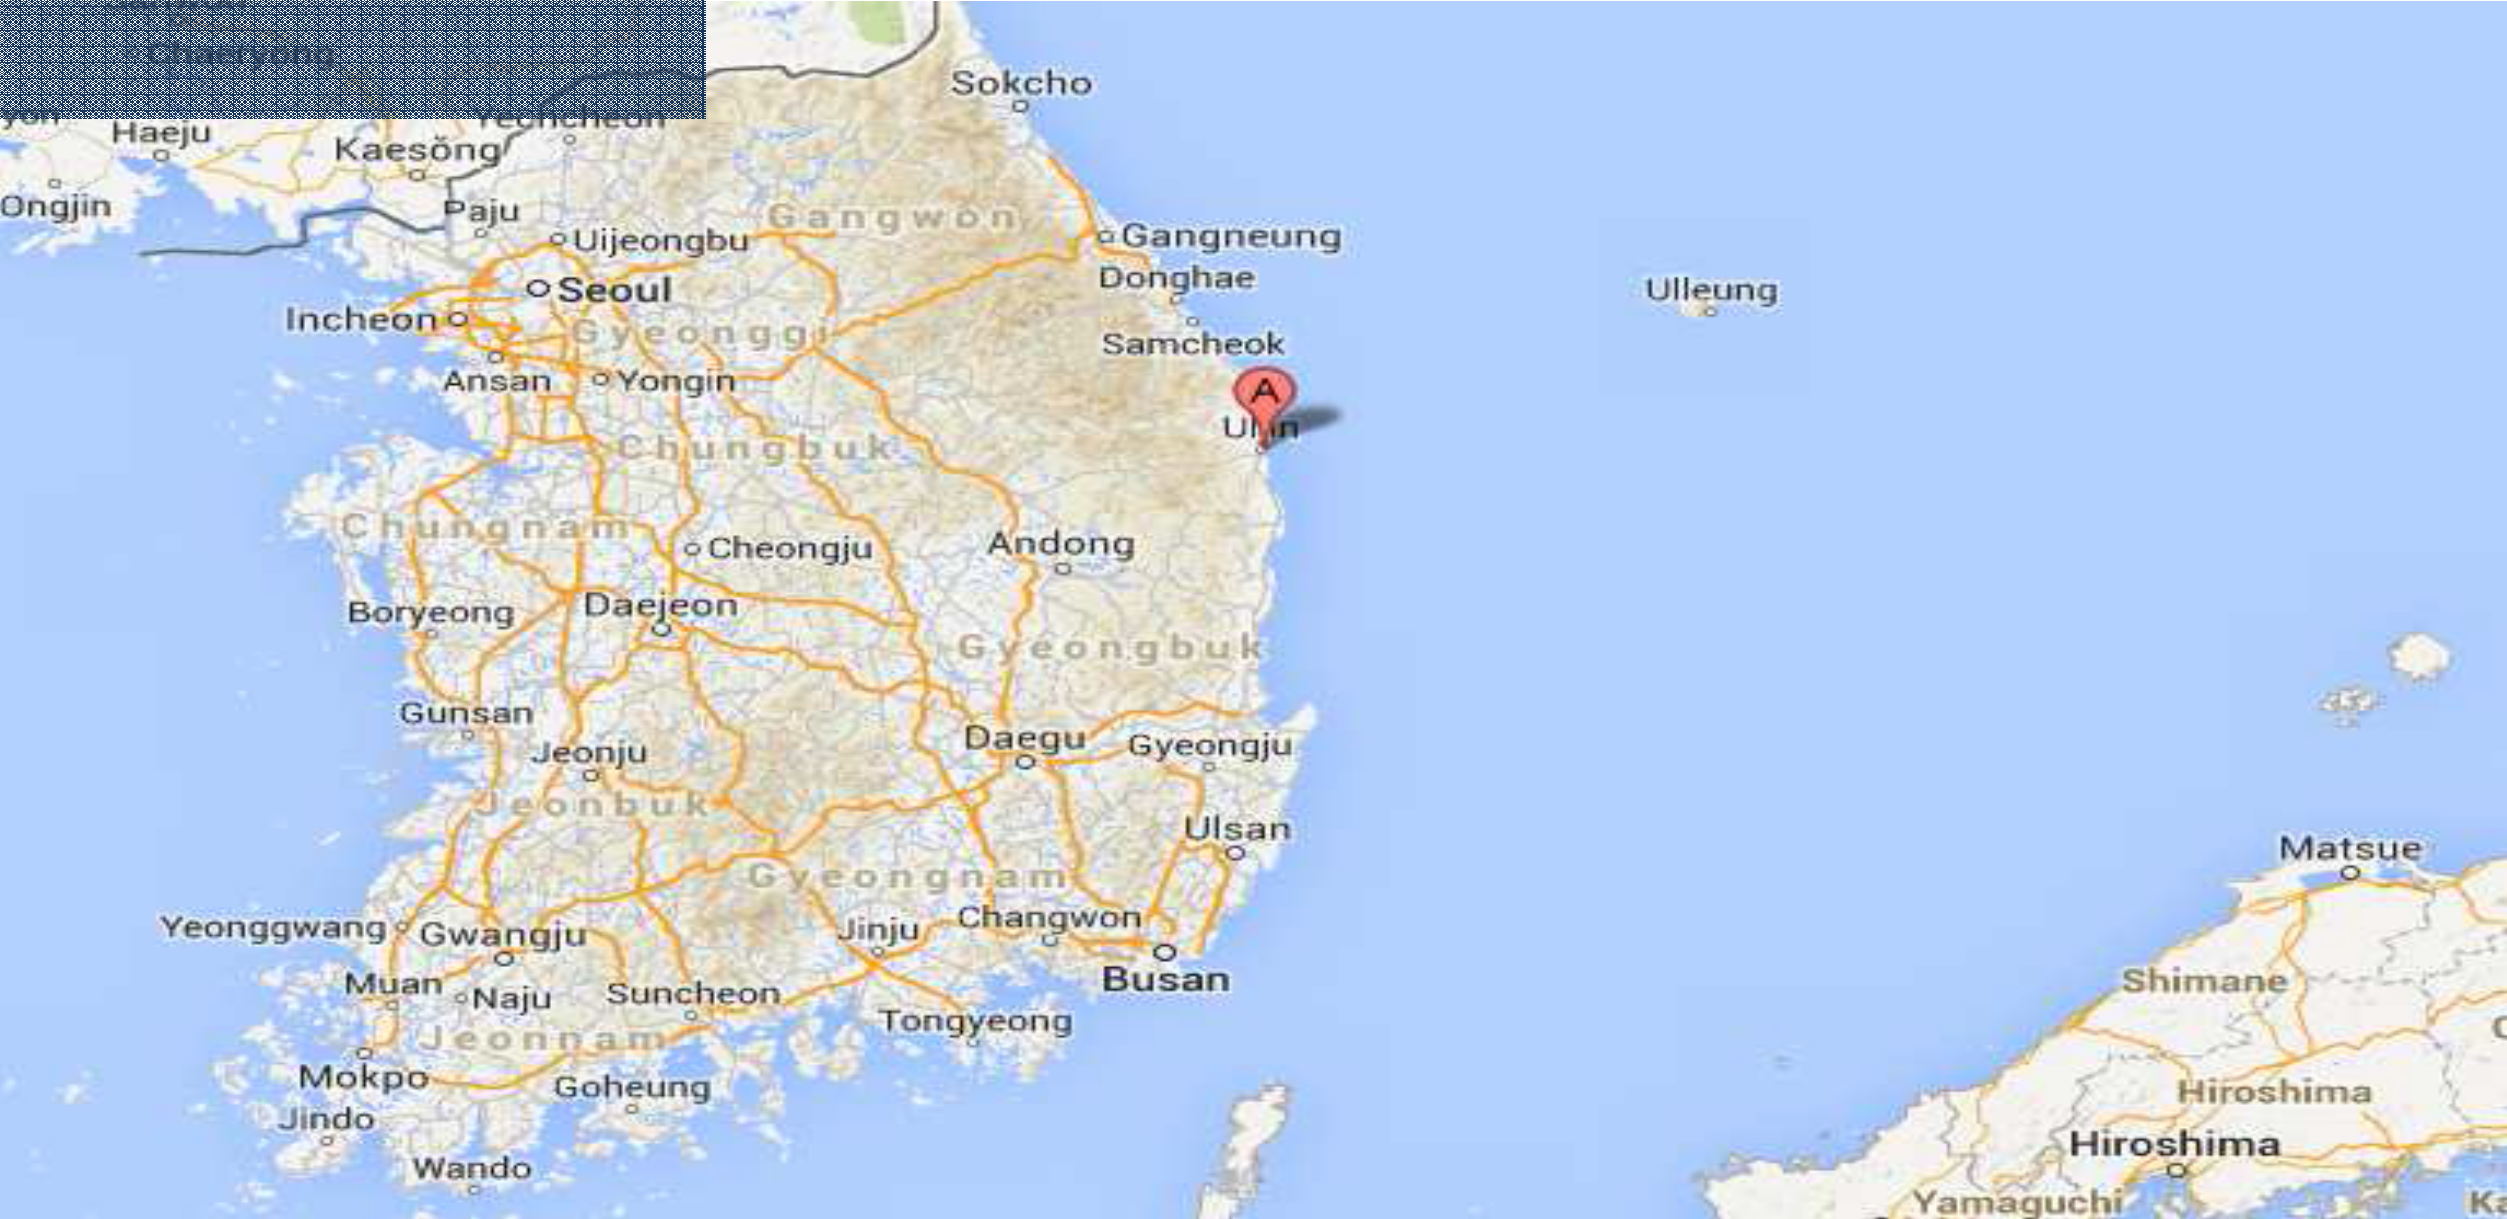 Chaeryong
Sokcho
Yeoncheon
Haeju
Kaesŏng
Ongjin
Paju
Gangwon
Uijeongbu
Gangneung
Donghae
Seoul
Ulleung
Incheon
Gyeonggi
Samcheok
Ansan
Yongin
A
Chungbuk
Chungnam
Cheongju
Andong
Boryeong
Daejeon
Gyeongbuk
Gunsan
Jeonju
Daegu
Gyeongju
Jeonbuk
Ulsan
Matsue
Gyeongnam
Yeonggwang
Gwangju
Jinju
Changwon
Busan
Muan
Naju
Suncheon
Shimane
Tongyeong
Jeonnam
Mokpo
Goheung
Hiroshima
Jindo
Hiroshima
Wando
Yamaguchi